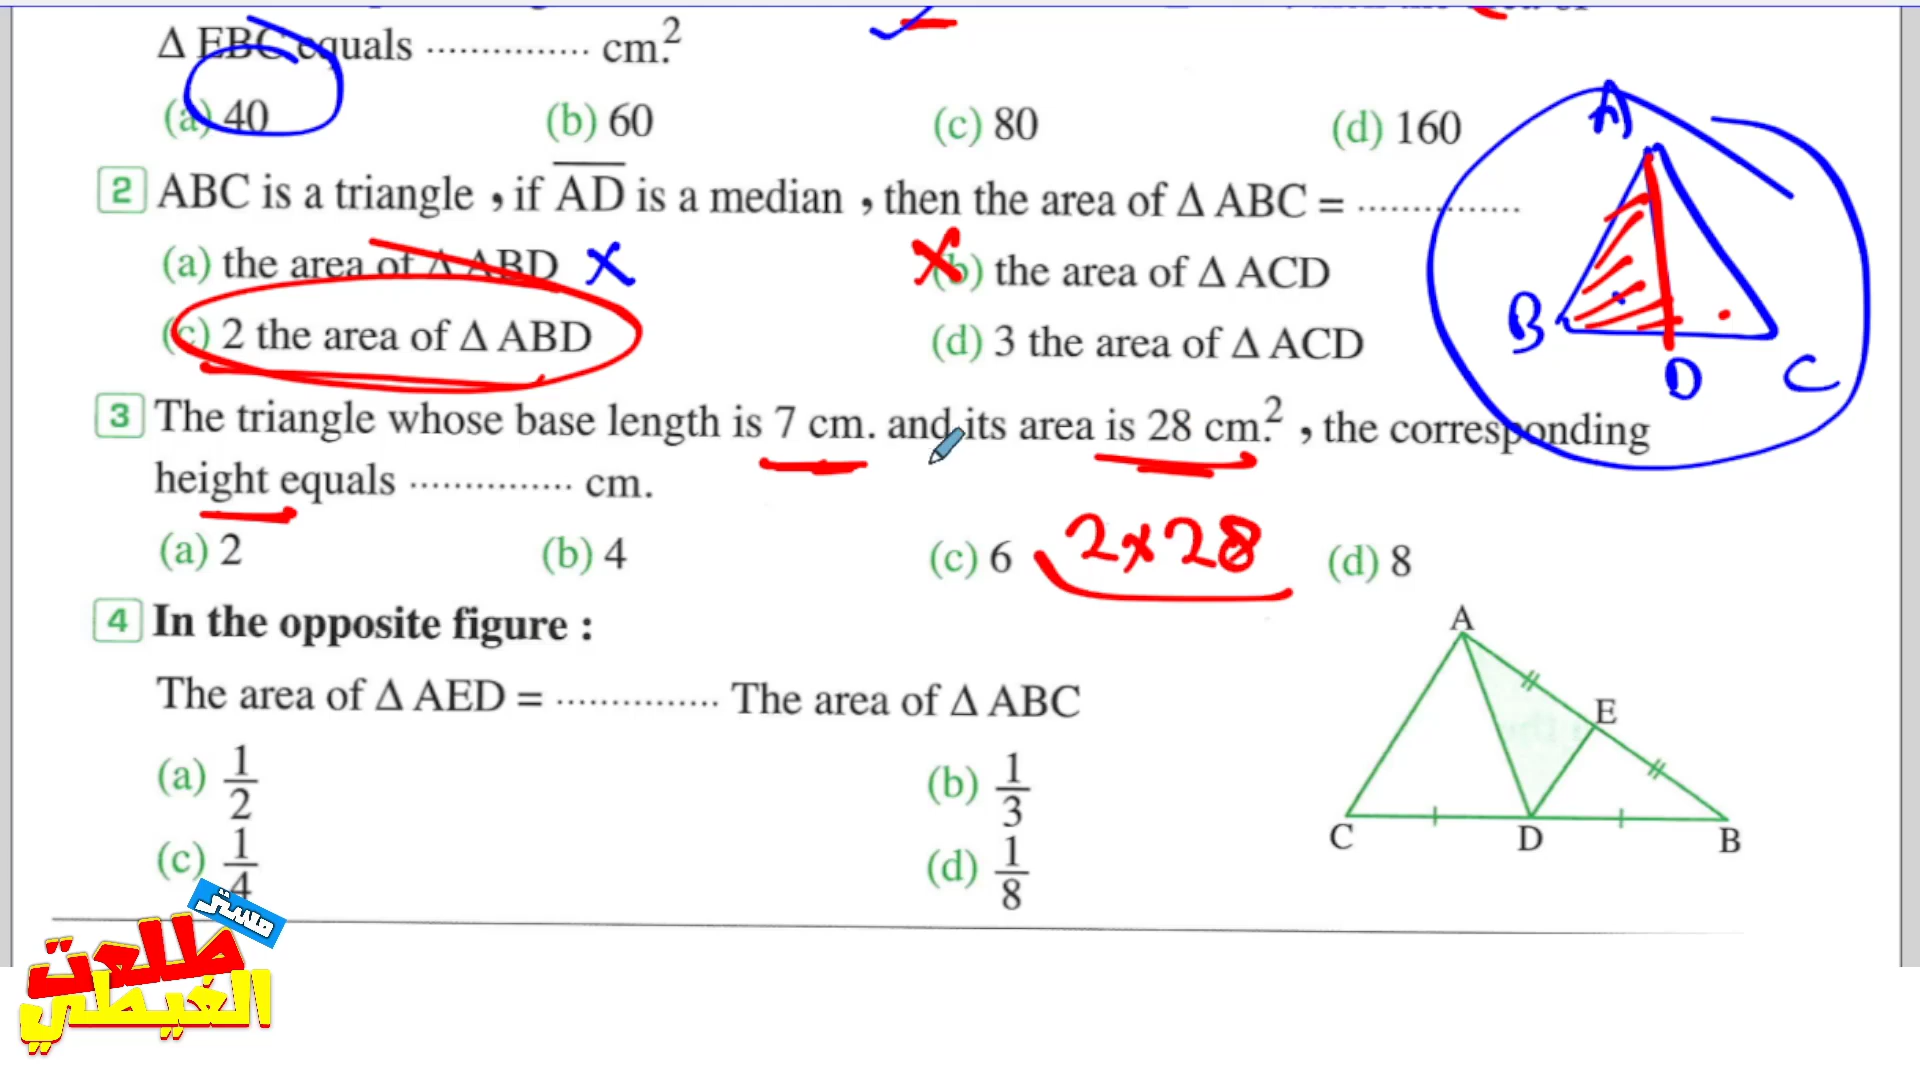 Δ EBC equals ............... cm.²
(a) 40 (b) 60 (c) 80 (d) 160
2 ABC is a triangle , if AD is a median , then the area of Δ ABC = ...............
(a) the area of Δ ABD x (b) the area of Δ ACD
(c) 2 the area of Δ ABD (d) 3 the area of Δ ACD
A
B
D
C
3 The triangle whose base length is 7 cm. and its area is 28 cm.² , the corresponding
height equals ............... cm.
(a) 2 (b) 4 (c) 6 (d) 8
2×28
4 In the opposite figure :
The area of Δ AED = ............... The area of Δ ABC
(a) 1/2 (b) 1/3
(c) 1/4 (d) 1/8
A
E
C D B
مستر
طلعت
الغيطي